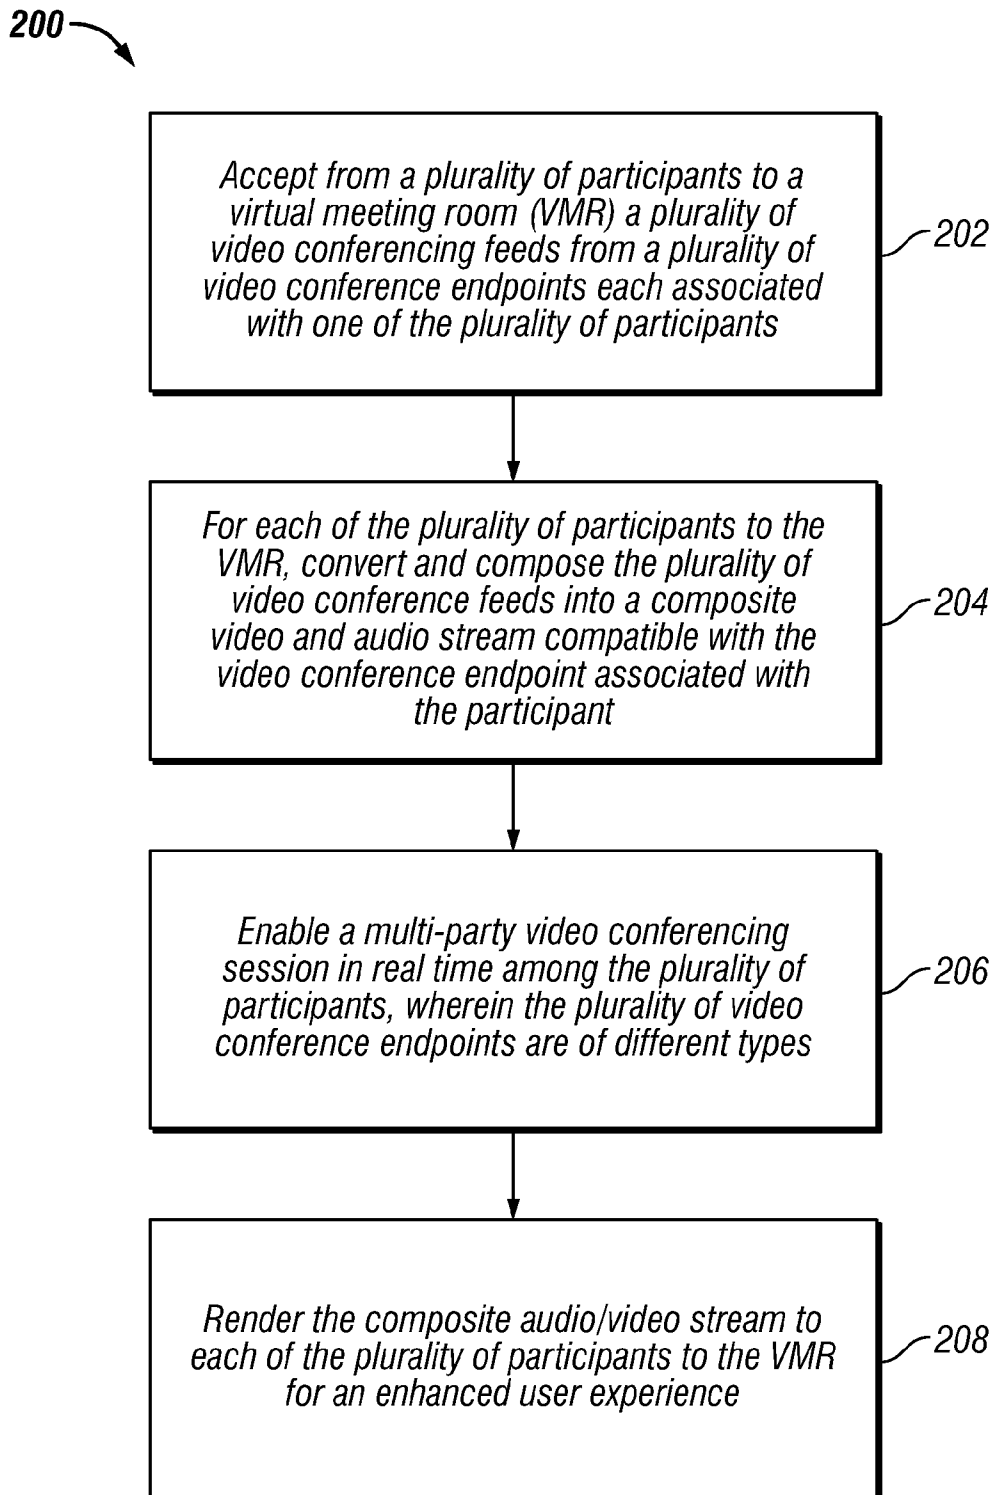 200
Accept from a plurality of participants to a
virtual meeting room (VMR) a plurality of
video conferencing feeds from a plurality of
video conference endpoints each associated
with one of the plurality of participants
202
For each of the plurality of participants to the
VMR, convert and compose the plurality of
video conference feeds into a composite
video and audio stream compatible with the
video conference endpoint associated with
the participant
204
Enable a multi-party video conferencing
session in real time among the plurality of
participants, wherein the plurality of video
conference endpoints are of different types
206
Render the composite audio/video stream to
each of the plurality of participants to the VMR
for an enhanced user experience
208